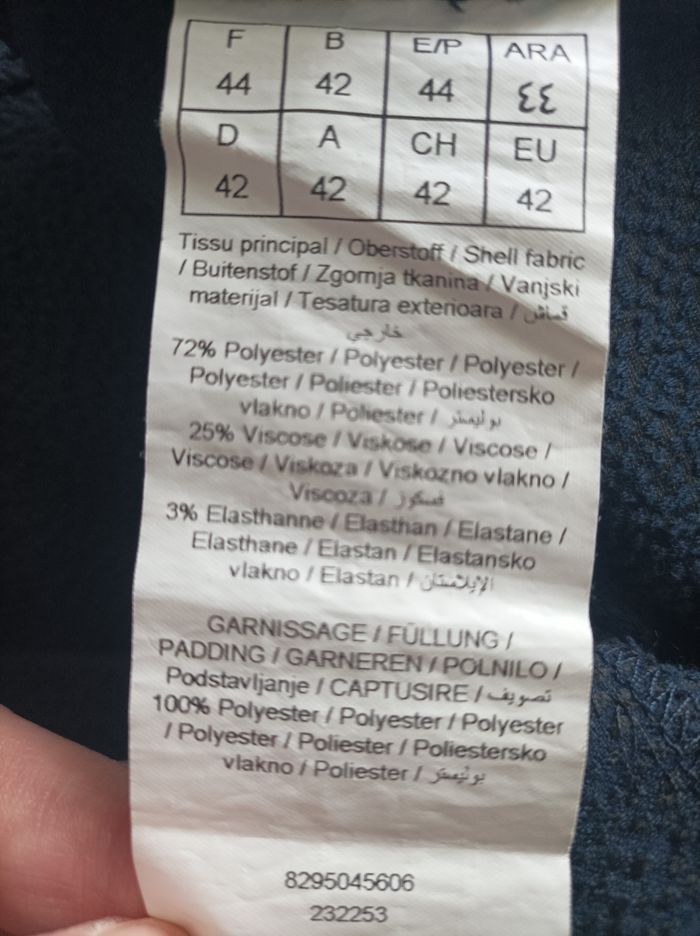 F B E/P ARA
44 42 44 ٤٤
D A CH EU
42 42 42 42
Tissu principal / Oberstoff / Shell fabric
/ Buitenstof / Zgornja tkanina / Vanjski
materijal / Tesatura exterioara / قماش
خارجي
72% Polyester / Polyester / Polyester /
Polyester / Poliester / Poliestersko
vlakno / Poliester / بوليستر
25% Viscose / Viskose / Viscose /
Viscose / Viskoza / Viskozno vlakno /
Viscoza / فسكوز
3% Elasthanne / Elasthan / Elastane /
Elasthane / Elastan / Elastansko
vlakno / Elastan / الإيلاستان
GARNISSAGE / FÜLLUNG /
PADDING / GARNEREN / POLNILO /
Podstavljanje / CAPTUSIRE / تصويف
100% Polyester / Polyester / Polyester
/ Polyester / Poliester / Poliestersko
vlakno / Poliester / بوليستر
8295045606
232253